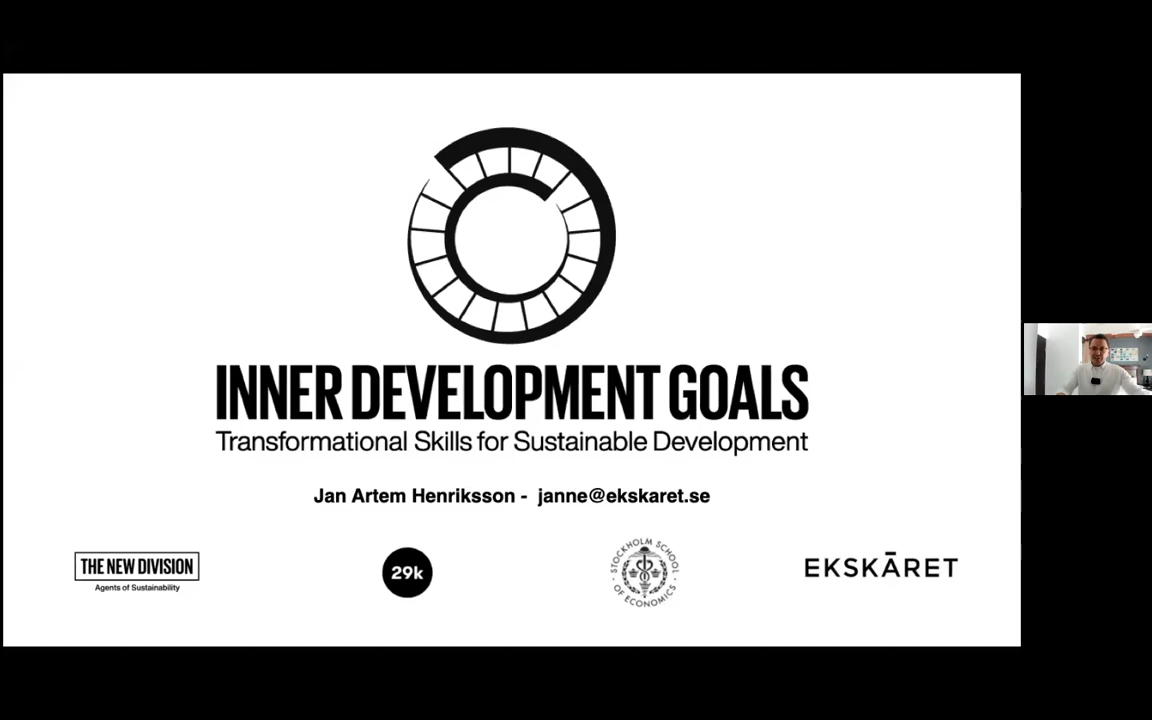 INNER DEVELOPMENT GOALS
Transformational Skills for Sustainable Development
Jan Artem Henriksson - janne@ekskaret.se
THE NEW DIVISION
Agents of Sustainability
29k
STOCKHOLM SCHOOL
OF ECONOMICS
EKSKĀRET